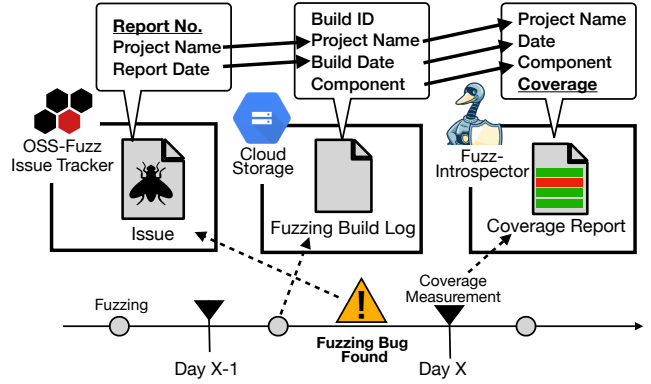 Report No.
Project Name
Report Date
Build ID
Project Name
Build Date
Component
Project Name
Date
Component
Coverage
OSS-Fuzz
Issue Tracker
Issue
Cloud
Storage
Fuzzing Build Log
Fuzz-
Introspector
Coverage Report
Fuzzing
!
Fuzzing Bug
Found
Coverage
Measurement
Day X-1
Day X